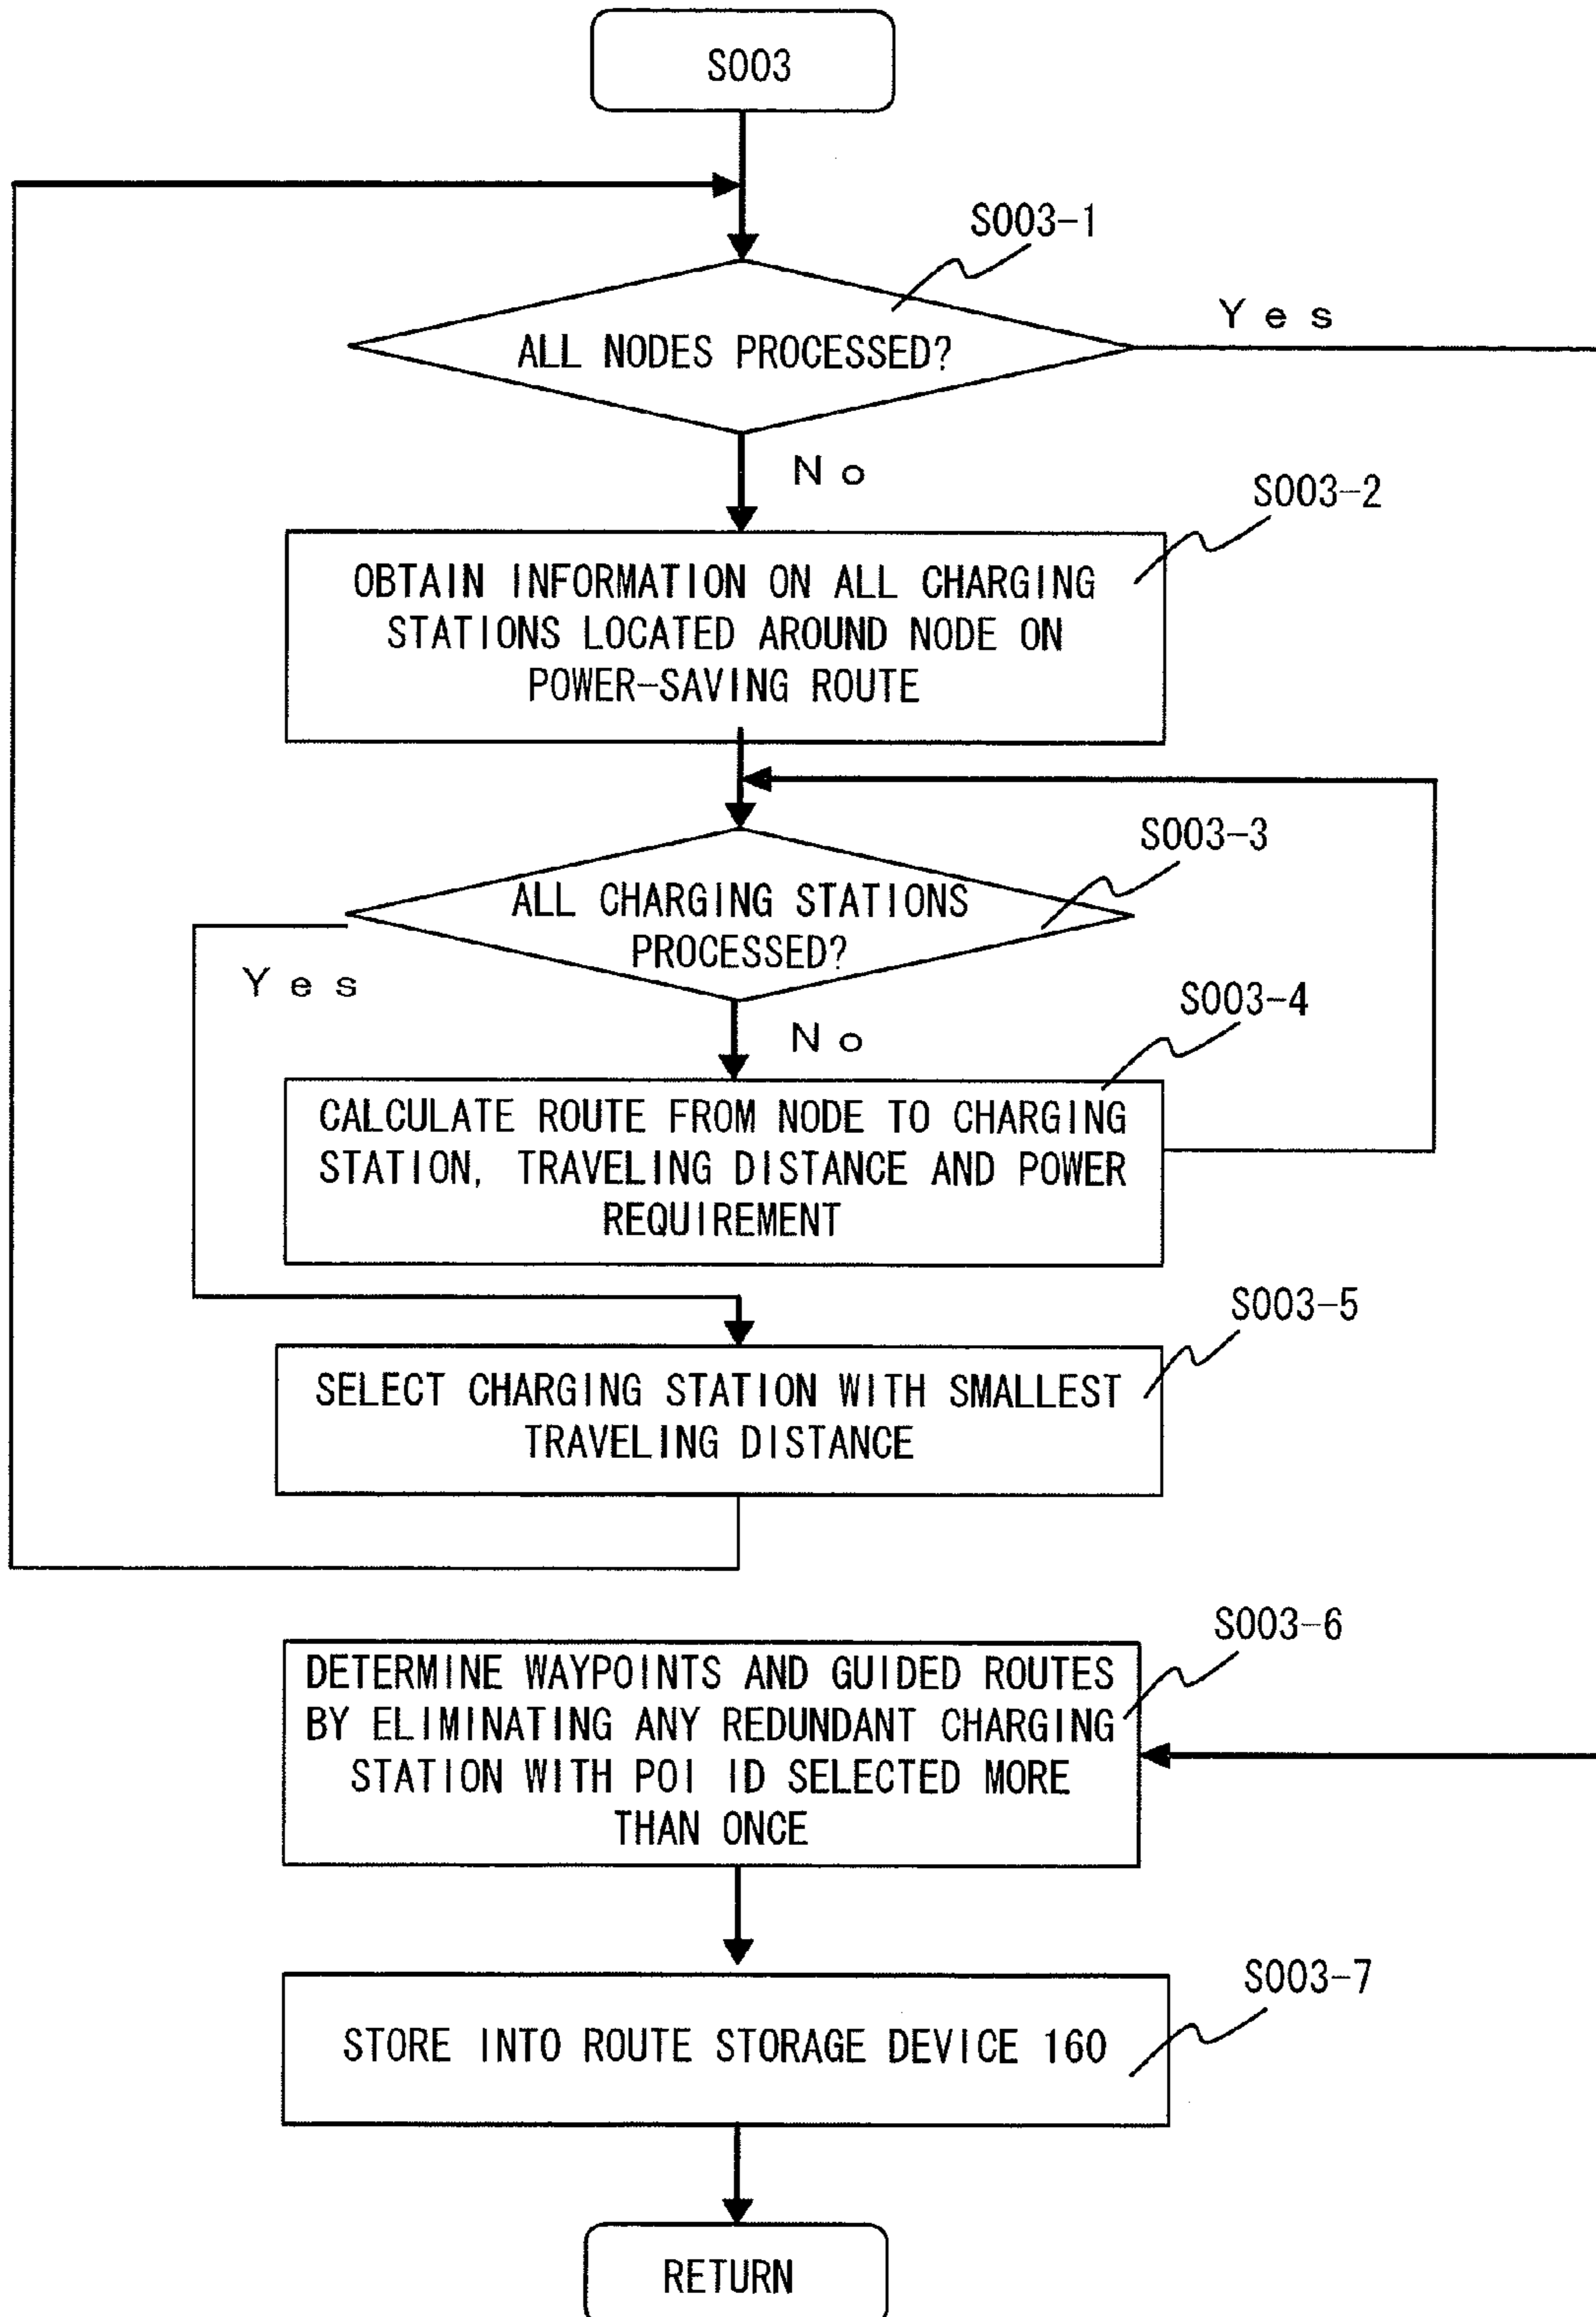 S003
S003-1
ALL NODES PROCESSED?
Yes
No
S003-2
OBTAIN INFORMATION ON ALL CHARGING
STATIONS LOCATED AROUND NODE ON
POWER-SAVING ROUTE
S003-3
ALL CHARGING STATIONS
PROCESSED?
Yes
No
S003-4
CALCULATE ROUTE FROM NODE TO CHARGING
STATION, TRAVELING DISTANCE AND POWER
REQUIREMENT
S003-5
SELECT CHARGING STATION WITH SMALLEST
TRAVELING DISTANCE
S003-6
DETERMINE WAYPOINTS AND GUIDED ROUTES
BY ELIMINATING ANY REDUNDANT CHARGING
STATION WITH POI ID SELECTED MORE
THAN ONCE
S003-7
STORE INTO ROUTE STORAGE DEVICE 160
RETURN